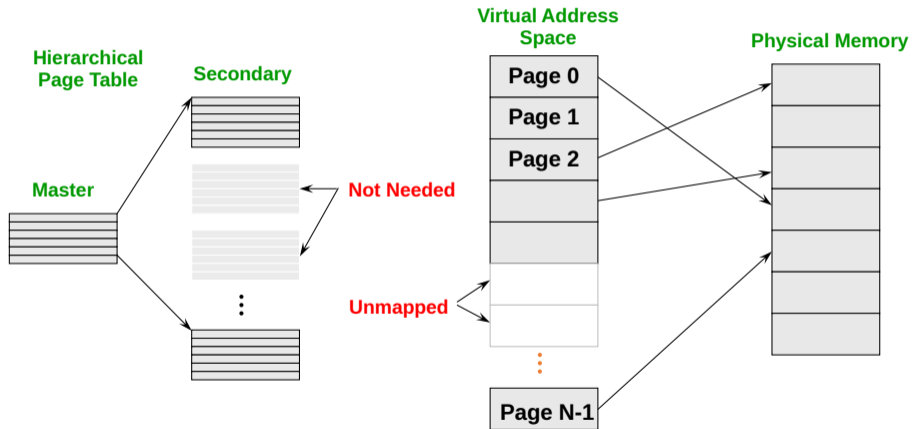 Hierarchical
Page Table
Secondary
Master
Not Needed
Virtual Address
Space
Page 0
Page 1
Page 2
Unmapped
Page N-1
Physical Memory